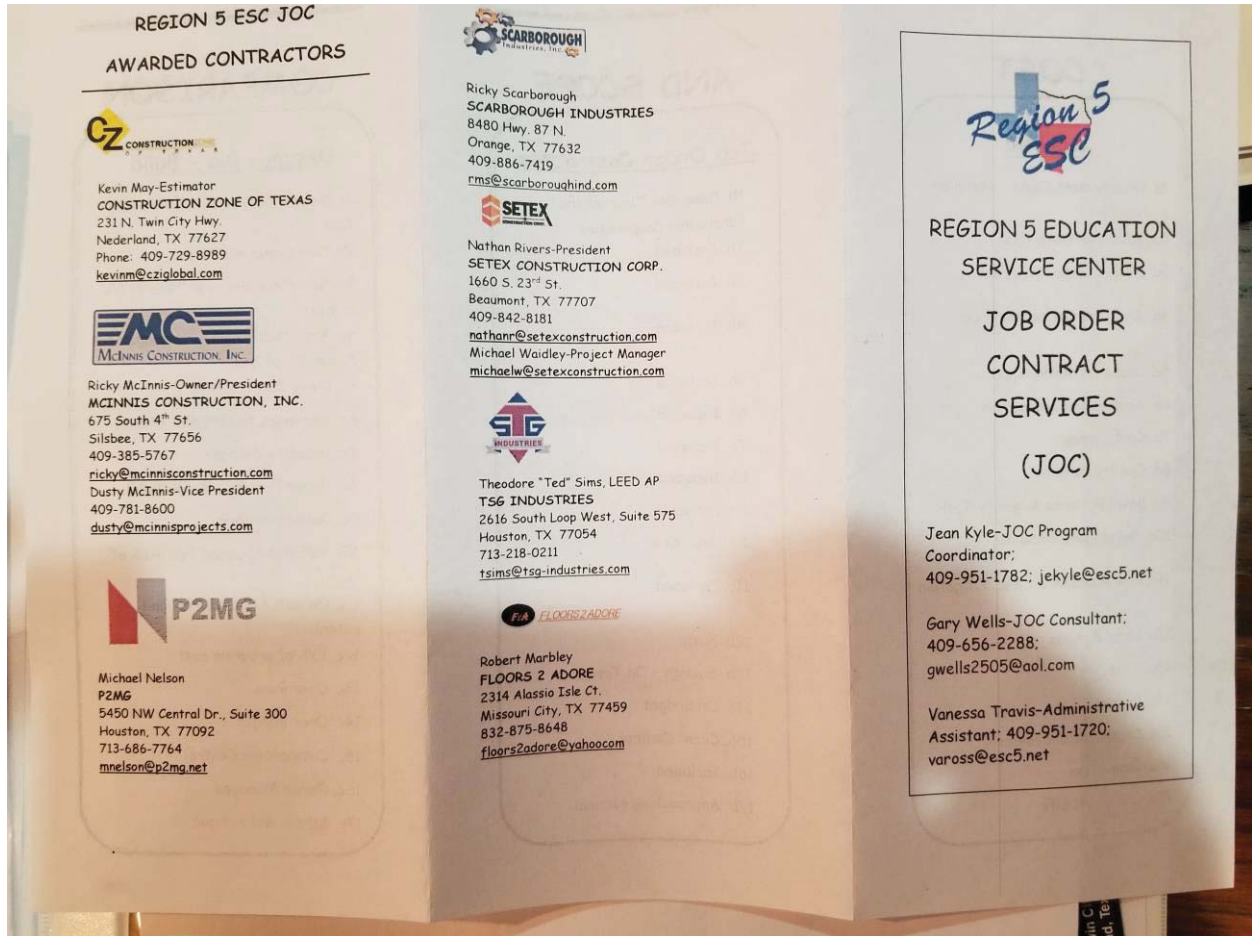 REGION 5 ESC JOC
AWARDED CONTRACTORS
CZ CONSTRUCTION ZONE
OF TEXAS
Kevin May-Estimator
CONSTRUCTION ZONE OF TEXAS
231 N. Twin City Hwy.
Nederland, TX 77627
Phone: 409-729-8989
kevinm@cziglobal.com
MC
MCINNIS CONSTRUCTION, INC.
Ricky McInnis-Owner/President
MCINNIS CONSTRUCTION, INC.
675 South 4th St.
Silsbee, TX 77656
409-385-5767
ricky@mcinnisconstruction.com
Dusty McInnis-Vice President
409-781-8600
dusty@mcinnisprojects.com
P2MG
Michael Nelson
P2MG
5450 NW Central Dr., Suite 300
Houston, TX 77092
713-686-7764
mnelson@p2mg.net
SCARBOROUGH
Industries, Inc.
Ricky Scarborough
SCARBOROUGH INDUSTRIES
8480 Hwy. 87 N.
Orange, TX 77632
409-886-7419
rms@scarboroughind.com
SETEX
CONSTRUCTION CORP.
Nathan Rivers-President
SETEX CONSTRUCTION CORP.
1660 S. 23rd St.
Beaumont, TX 77707
409-842-8181
nathanr@setexconstruction.com
Michael Waidley-Project Manager
michaelw@setexconstruction.com
STG
INDUSTRIES
Theodore "Ted" Sims, LEED AP
TSG INDUSTRIES
2616 South Loop West, Suite 575
Houston, TX 77054
713-218-0211
tsims@tsg-industries.com
FLOORS2ADORE
Robert Marbley
FLOORS 2 ADORE
2314 Alassio Isle Ct.
Missouri City, TX 77459
832-875-8648
floors2adore@yahoocom
Region 5
ESC
REGION 5 EDUCATION
SERVICE CENTER
JOB ORDER
CONTRACT
SERVICES
(JOC)
Jean Kyle-JOC Program
Coordinator;
409-951-1782; jekyle@esc5.net
Gary Wells-JOC Consultant;
409-656-2288;
gwells2505@aol.com
Vanessa Travis-Administrative
Assistant; 409-951-1720;
vaross@esc5.net